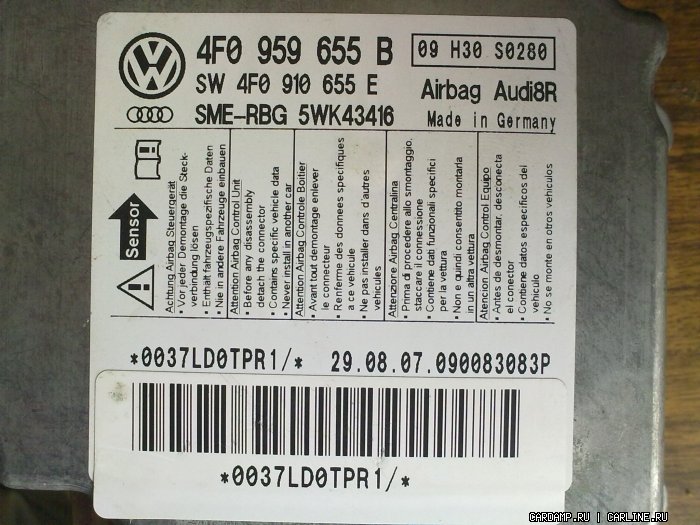 4F0 959 655 B
09 H30 S0280
SW 4F0 910 655 E
Airbag Audi8R
SME-RBG 5WK43416
Made in Germany
Sensor
Achtung Airbag Steuergerät
• Vor jeder Demontage die Steck-
verbindung lösen
• Enthält fahrzeugspezifische Daten
• Nie in andere Fahrzeuge einbauen
Attention Airbag Control Unit
• Before any disassembly
detach the connector
• Contains specific vehicle data
• Never install in another car
Attention Airbag Controle Boitier
• Avant tout demontage enlever
le connecteur
• Renferme des donnees specifiques
a ce vehicule
• Ne pas installer dans d'autres
vehicules
Attenzione Airbag Centralina
• Prima di procedere allo smontaggio,
staccare il connessione
• Contiene dati funzionali specifici
per la vettura
• Non e quindi consentito montarla
in un altra vettura
Atencion Airbag Control Equipo
• Antes de desmontar, desconecta
el conector
• Contiene datos especificos del
vehiculo
• No se monte en otros vehiculos
*0037LD0TPR1/*
29.08.07.090083083P
*0037LD0TPR1/*
CARDAMP.RU | CARLINE.RU